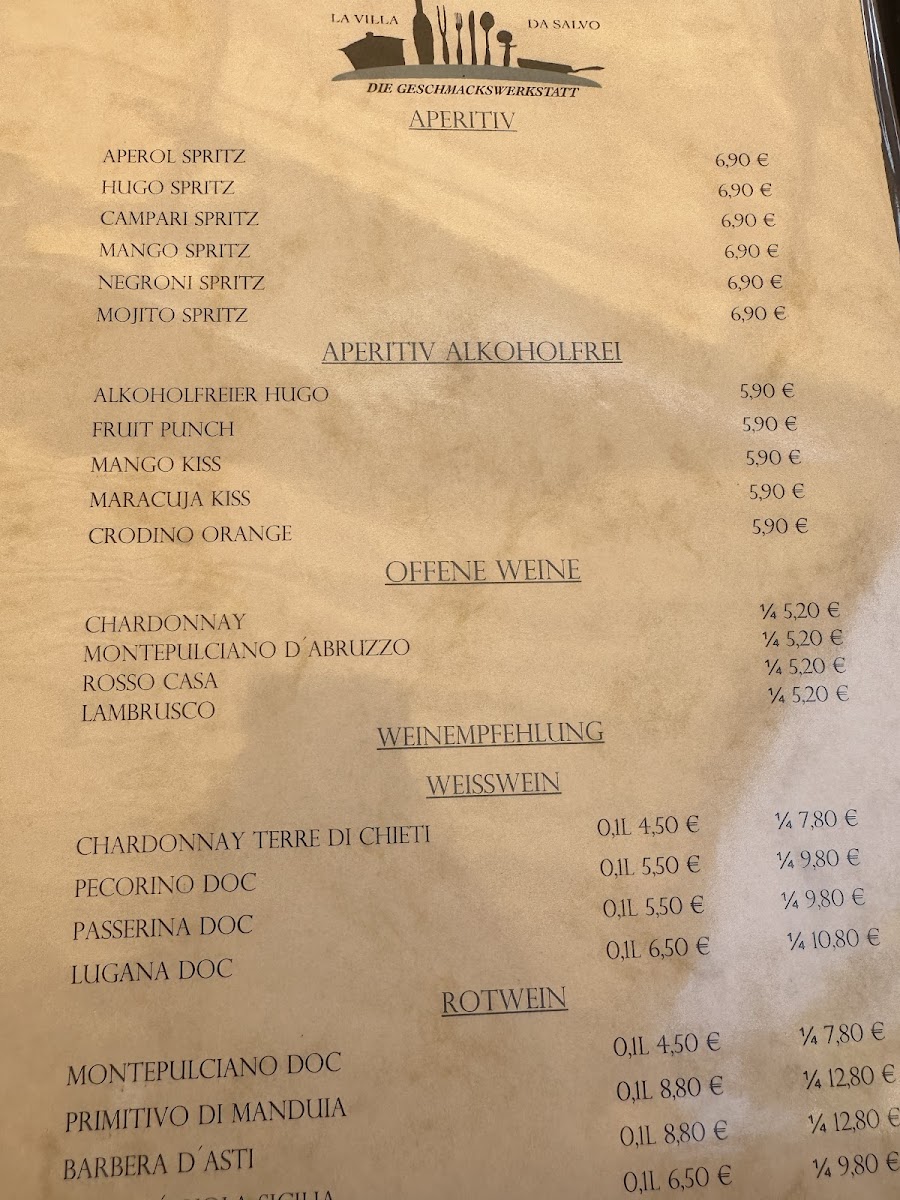 LA VILLA DA SALVO
DIE GESCHMACKSWERKSTATT
APERITIV
APEROL SPRITZ 6,90 €
HUGO SPRITZ 6,90 €
CAMPARI SPRITZ 6,90 €
MANGO SPRITZ 6,90 €
NEGRONI SPRITZ 6,90 €
MOJITO SPRITZ 6,90 €
APERITIV ALKOHOLFREI
ALKOHOLFREIER HUGO 5,90 €
FRUIT PUNCH 5,90 €
MANGO KISS 5,90 €
MARACUJA KISS 5,90 €
CRODINO ORANGE 5,90 €
OFFENE WEINE
CHARDONNAY ¼ 5,20 €
MONTEPULCIANO D´ABRUZZO ¼ 5,20 €
ROSSO CASA ¼ 5,20 €
LAMBRUSCO ¼ 5,20 €
WEINEMPFEHLUNG
WEISSWEIN
CHARDONNAY TERRE DI CHIETI 0,1L 4,50 € ¼ 7,80 €
PECORINO DOC 0,1L 5,50 € ¼ 9,80 €
PASSERINA DOC 0,1L 5,50 € ¼ 9,80 €
LUGANA DOC 0,1L 6,50 € ¼ 10,80 €
ROTWEIN
MONTEPULCIANO DOC 0,1L 4,50 € ¼ 7,80 €
PRIMITIVO DI MANDUIA 0,1L 8,80 € ¼ 12,80 €
BARBERA D´ASTI 0,1L 8,80 € ¼ 12,80 €
SICILIA 0,1L 6,50 € ¼ 9,80 €